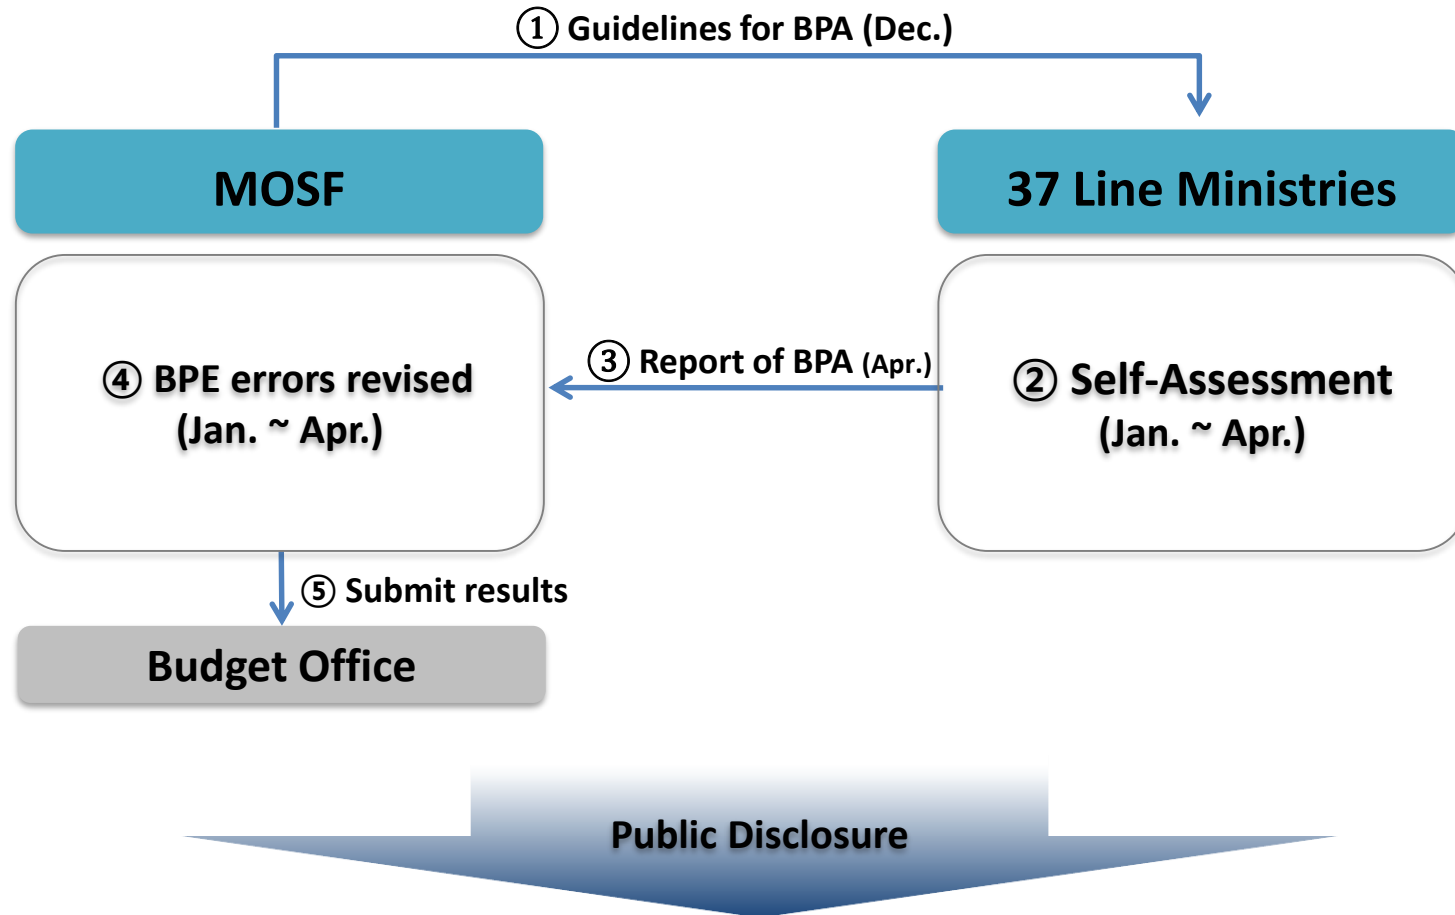 ① Guidelines for BPA (Dec.)
MOSF
37 Line Ministries
④ BPE errors revised
(Jan. ~ Apr.)
③ Report of BPA (Apr.)
② Self-Assessment
(Jan. ~ Apr.)
⑤ Submit results
Budget Office
Public Disclosure